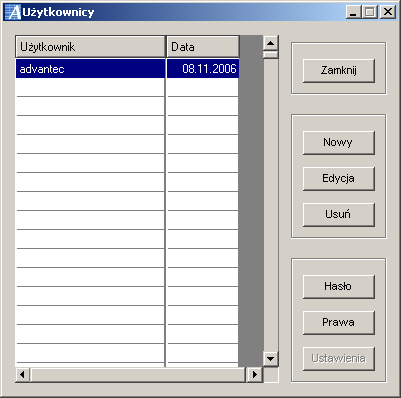 Użytkownicy
Użytkownik Data
advantec 08.11.2006
Zamknij
Nowy
Edycja
Usuń
Hasło
Prawa
Ustawienia